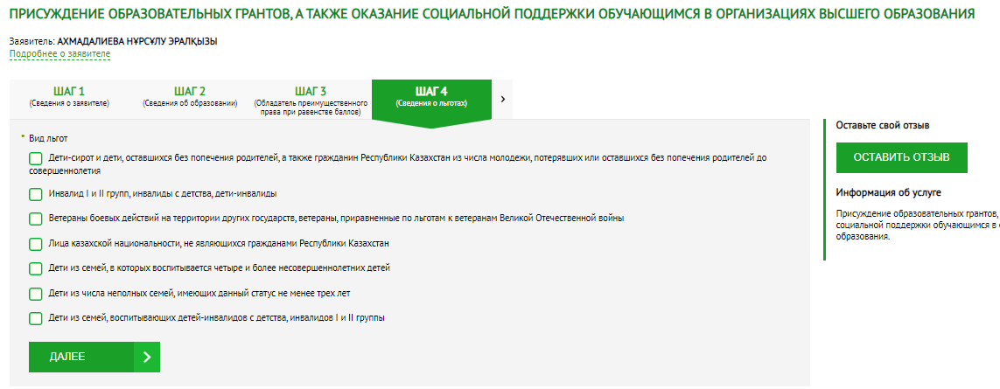 ПРИСУЖДЕНИЕ ОБРАЗОВАТЕЛЬНЫХ ГРАНТОВ, А ТАКЖЕ ОКАЗАНИЕ СОЦИАЛЬНОЙ ПОДДЕРЖКИ ОБУЧАЮЩИМСЯ В ОРГАНИЗАЦИЯХ ВЫСШЕГО ОБРАЗОВАНИЯ
Заявитель: АХМАДАЛИЕВА НҰРСҰЛУ ЭРАЛҚЫЗЫ
Подробнее о заявителе
ШАГ 1
(Сведения о заявителе)
ШАГ 2
(Сведения об образовании)
ШАГ 3
(Обладатель преимущественного
права при равенстве баллов)
ШАГ 4
(Сведения о льготах)
* Вид льгот
Дети-сирот и дети, оставшихся без попечения родителей, а также гражданин Республики Казахстан из числа молодежи, потерявших или оставшихся без попечения родителей до
совершеннолетия
Инвалид I и II групп, инвалиды с детства, дети-инвалиды
Ветераны боевых действий на территории других государств, ветераны, приравненные по льготам к ветеранам Великой Отечественной войны
Лица казахской национальности, не являющихся гражданами Республики Казахстан
Дети из семей, в которых воспитывается четыре и более несовершеннолетних детей
Дети из числа неполных семей, имеющих данный статус не менее трех лет
Дети из семей, воспитывающих детей-инвалидов с детства, инвалидов I и II группы
ДАЛЕЕ
Оставьте свой отзыв
ОСТАВИТЬ ОТЗЫВ
Информация об услуге
Присуждение образовательных грантов,
социальной поддержки обучающимся в
образования.